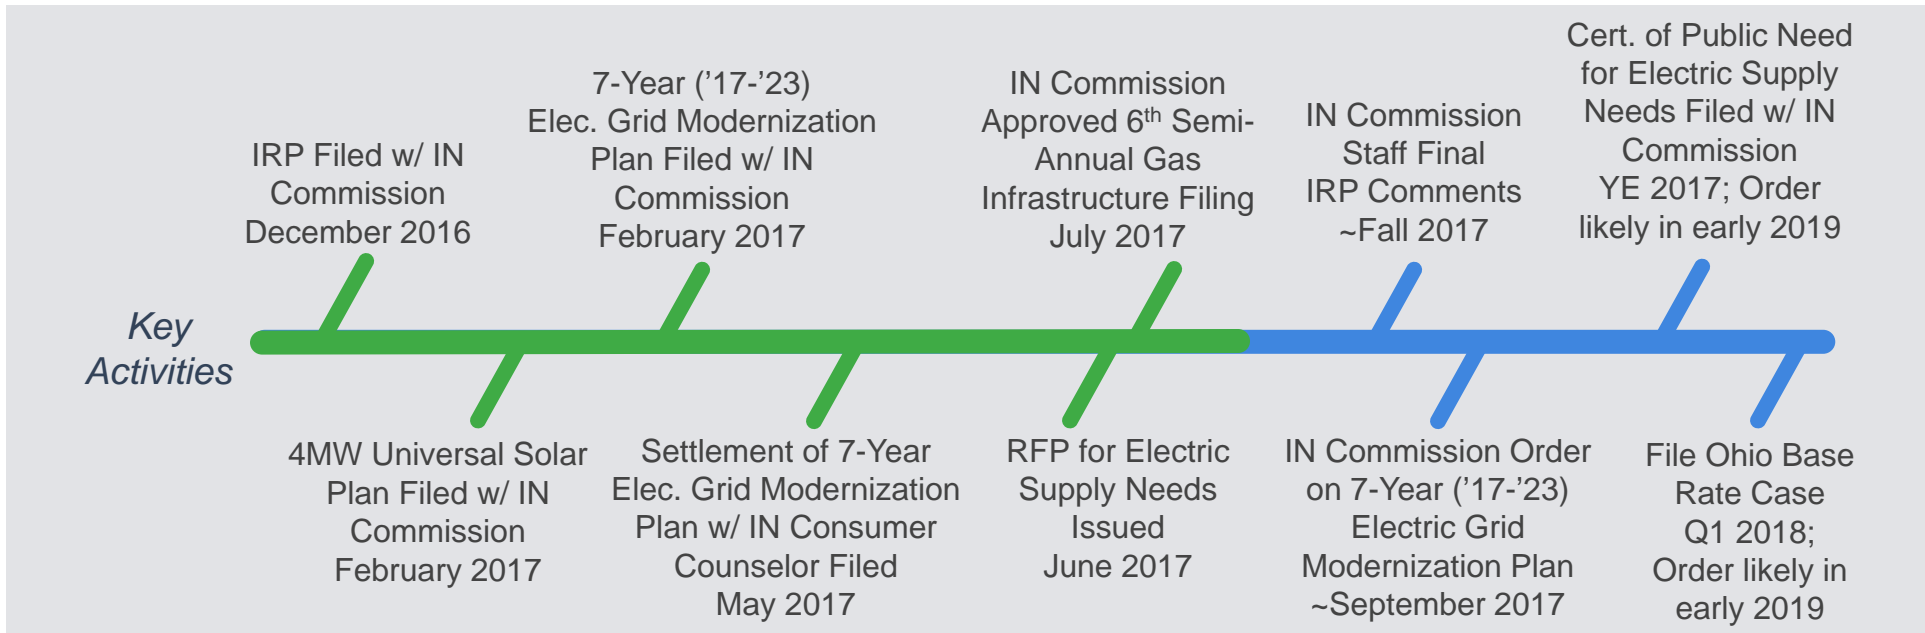 Key
Activities
IRP Filed w/ IN
Commission
December 2016
4MW Universal Solar
Plan Filed w/ IN
Commission
February 2017
7-Year (’17-’23)
Elec. Grid Modernization
Plan Filed w/ IN
Commission
February 2017
Settlement of 7-Year
Elec. Grid Modernization
Plan w/ IN Consumer
Counselor Filed
May 2017
IN Commission
Approved 6th Semi-
Annual Gas
Infrastructure Filing
July 2017
RFP for Electric
Supply Needs
Issued
June 2017
IN Commission
Staff Final
IRP Comments
~Fall 2017
IN Commission Order
on 7-Year (’17-’23)
Electric Grid
Modernization Plan
~September 2017
Cert. of Public Need
for Electric Supply
Needs Filed w/ IN
Commission
YE 2017; Order
likely in early 2019
File Ohio Base
Rate Case
Q1 2018;
Order likely in
early 2019